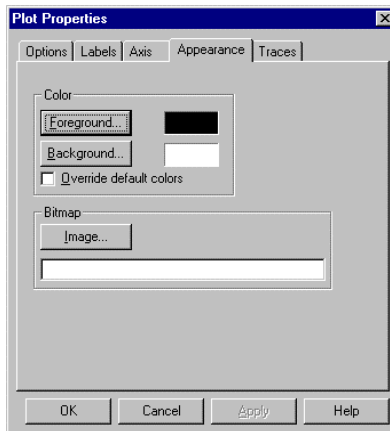 Plot Properties
Options Labels Axis Appearance Traces
Color
Foreground...
Background...
Override default colors
Bitmap
Image...
OK Cancel Apply Help